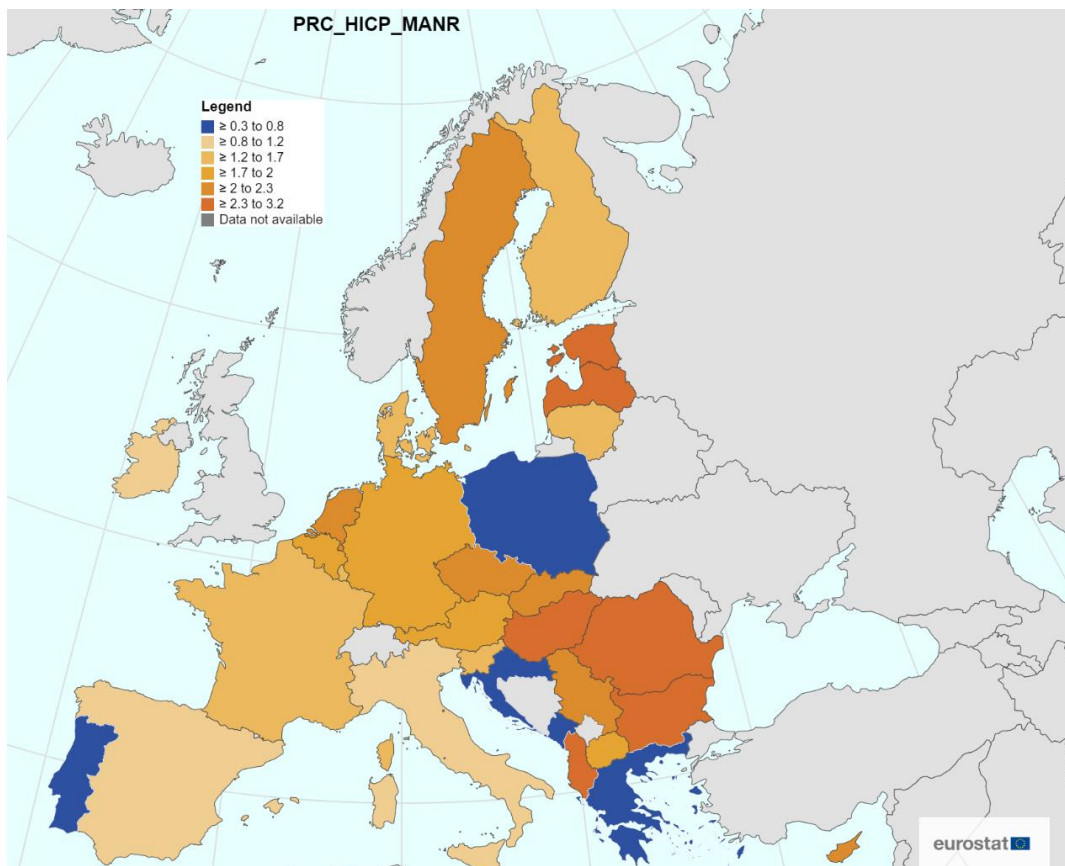 PRC_HICP_MANR
Legend
≥ 0.3 to 0.8
≥ 0.8 to 1.2
≥ 1.2 to 1.7
≥ 1.7 to 2
≥ 2 to 2.3
≥ 2.3 to 3.2
Data not available
eurostat